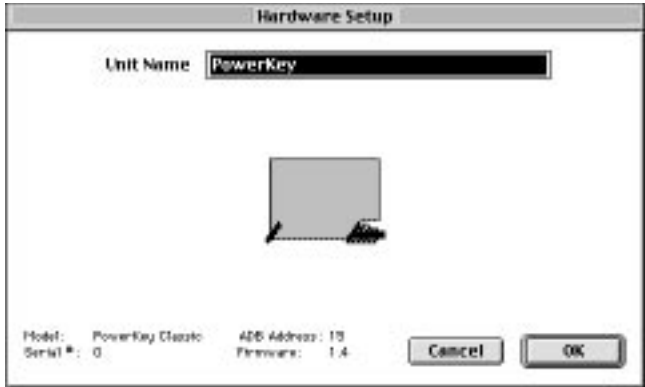 Hardware Setup
Unit Name PowerKey
Model: PowerKey Classic ADB Address: 15
Serial #: 0 Firmware: 1.4
Cancel OK